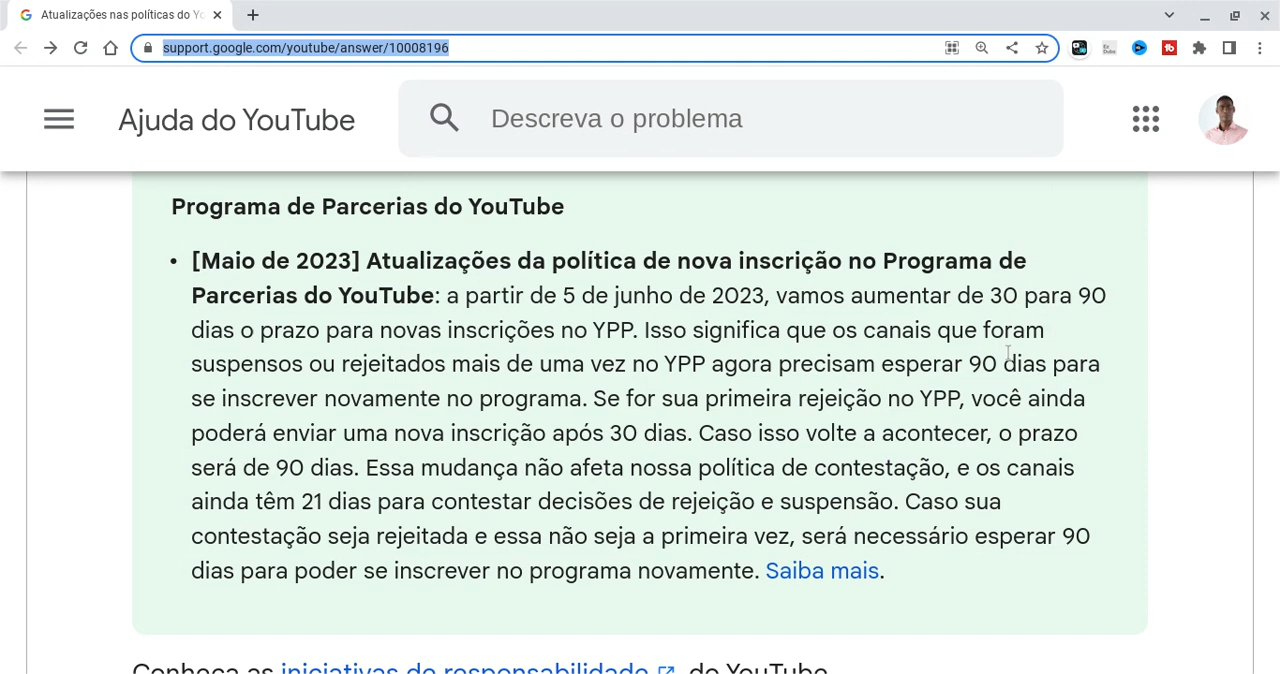 Atualizações nas políticas do Yo
support.google.com/youtube/answer/10008196
Ajuda do YouTube
Descreva o problema
Programa de Parcerias do YouTube
• [Maio de 2023] Atualizações da política de nova inscrição no Programa de
Parcerias do YouTube: a partir de 5 de junho de 2023, vamos aumentar de 30 para 90
dias o prazo para novas inscrições no YPP. Isso significa que os canais que foram
suspensos ou rejeitados mais de uma vez no YPP agora precisam esperar 90 dias para
se inscrever novamente no programa. Se for sua primeira rejeição no YPP, você ainda
poderá enviar uma nova inscrição após 30 dias. Caso isso volte a acontecer, o prazo
será de 90 dias. Essa mudança não afeta nossa política de contestação, e os canais
ainda têm 21 dias para contestar decisões de rejeição e suspensão. Caso sua
contestação seja rejeitada e essa não seja a primeira vez, será necessário esperar 90
dias para poder se inscrever no programa novamente. Saiba mais.
Conheça as iniciativas de responsabilidade do YouTube